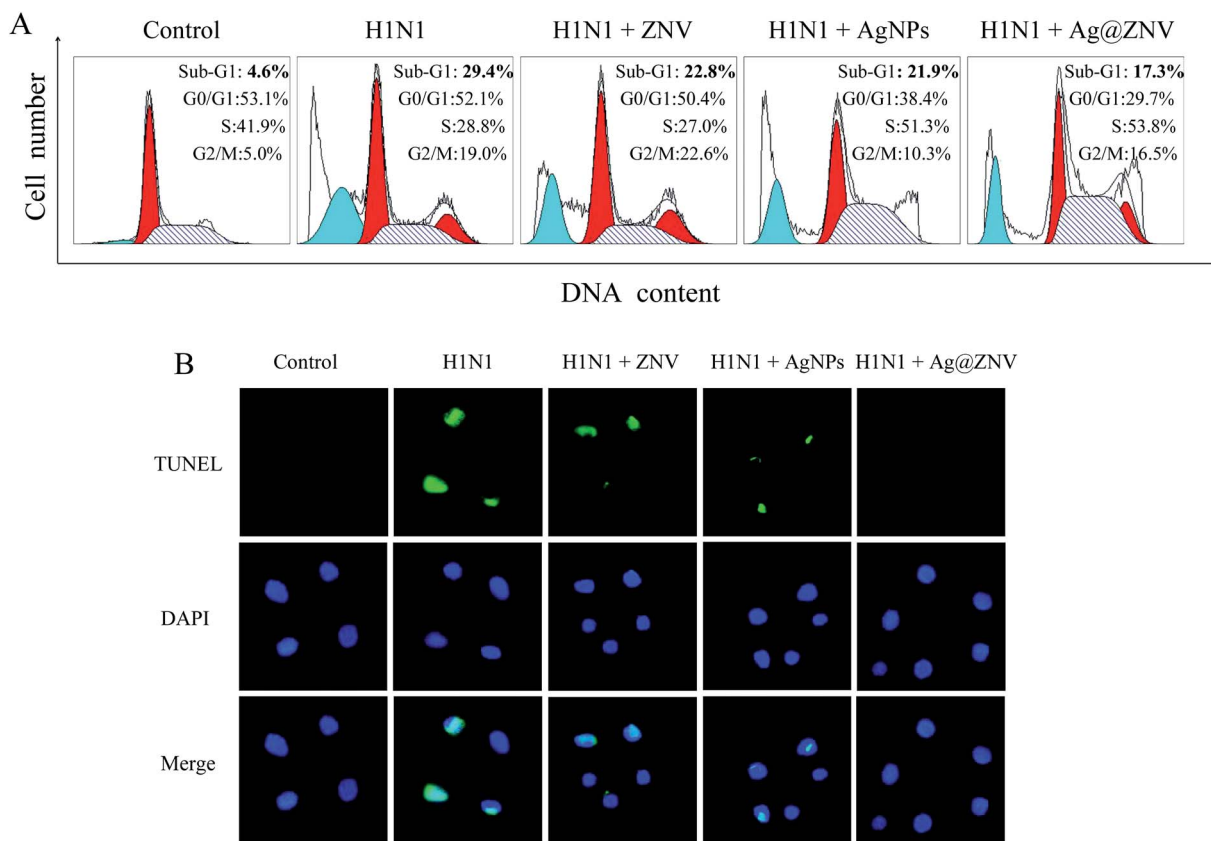 A
Control
H1N1
H1N1 + ZNV
H1N1 + AgNPs
H1N1 + Ag@ZNV
Cell number
Sub-G1: 4.6%
G0/G1:53.1%
S:41.9%
G2/M:5.0%
Sub-G1: 29.4%
G0/G1:52.1%
S:28.8%
G2/M:19.0%
Sub-G1: 22.8%
G0/G1:50.4%
S:27.0%
G2/M:22.6%
Sub-G1: 21.9%
G0/G1:38.4%
S:51.3%
G2/M:10.3%
Sub-G1: 17.3%
G0/G1:29.7%
S:53.8%
G2/M:16.5%
DNA content
B
Control
H1N1
H1N1 + ZNV
H1N1 + AgNPs
H1N1 + Ag@ZNV
TUNEL
DAPI
Merge